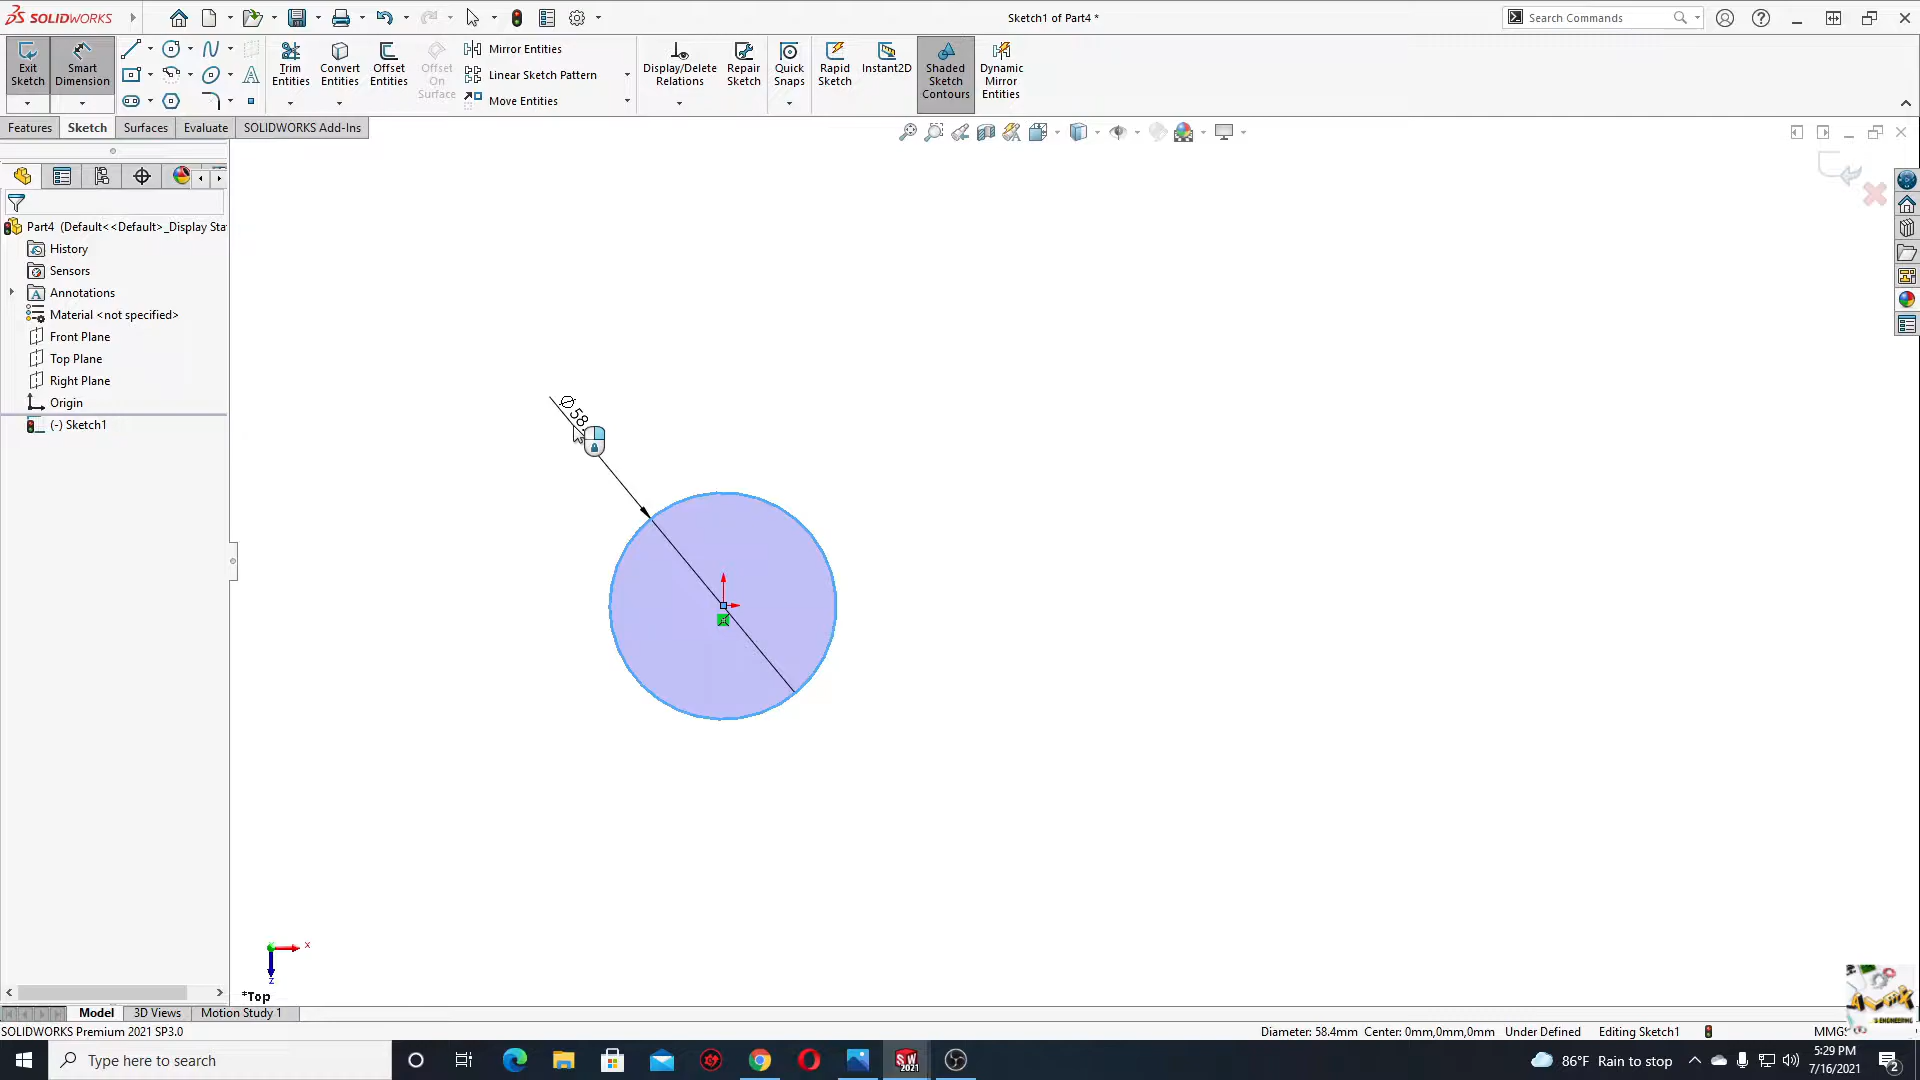 SOLIDWORKS
Sketch1 of Part4 *
Search Commands
Exit Sketch
Smart Dimension
Trim Entities
Convert Entities
Offset Entities
Offset On Surface
Mirror Entities
Linear Sketch Pattern
Move Entities
Display/Delete Relations
Repair Sketch
Quick Snaps
Rapid Sketch
Instant2D
Shaded Sketch Contours
Dynamic Mirror Entities
Features
Sketch
Surfaces
Evaluate
SOLIDWORKS Add-Ins
Part4 (Default<<Default>_Display Sta
History
Sensors
Annotations
Material <not specified>
Front Plane
Top Plane
Right Plane
Origin
(-) Sketch1
Ø58.
x
z
*Top
Model
3D Views
Motion Study 1
SOLIDWORKS Premium 2021 SP3.0
Diameter: 58.4mm Center: 0mm,0mm,0mm
Under Defined
Editing Sketch1
Type here to search
SW
2021
86°F Rain to stop
5:29 PM
7/16/2021
2